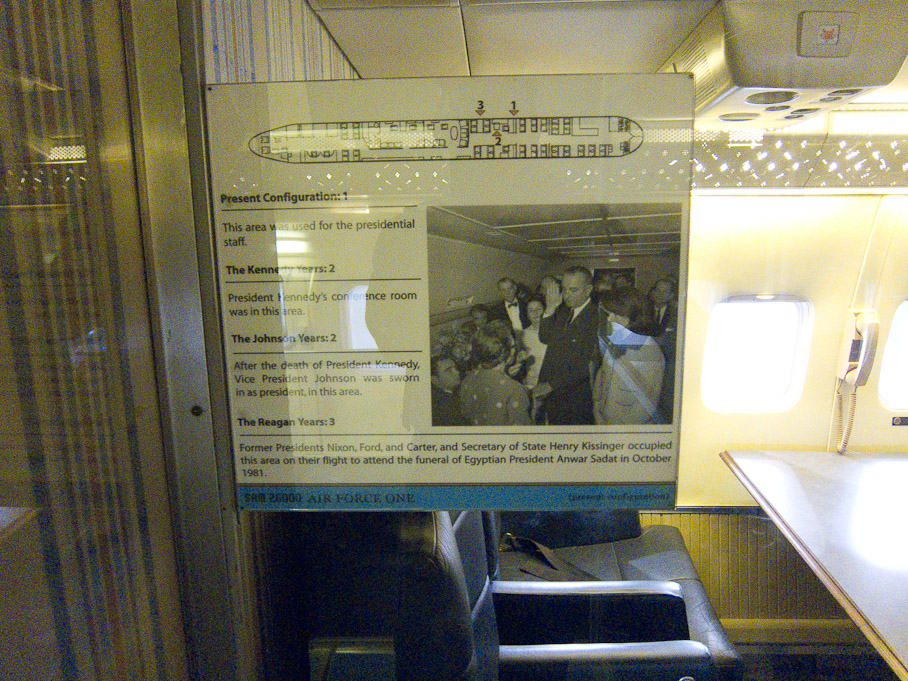 3 1
2
Present Configuration: 1
This area was used for the presidential
staff.
The Kennedy Years: 2
President Kennedy's conference room
was in this area.
The Johnson Years: 2
After the death of President Kennedy,
Vice President Johnson was sworn
in as president, in this area.
The Reagan Years: 3
Former Presidents Nixon, Ford, and Carter, and Secretary of State Henry Kissinger occupied
this area on their flight to attend the funeral of Egyptian President Anwar Sadat in October
1981.
SAM 26000 AIR FORCE ONE (present configuration)